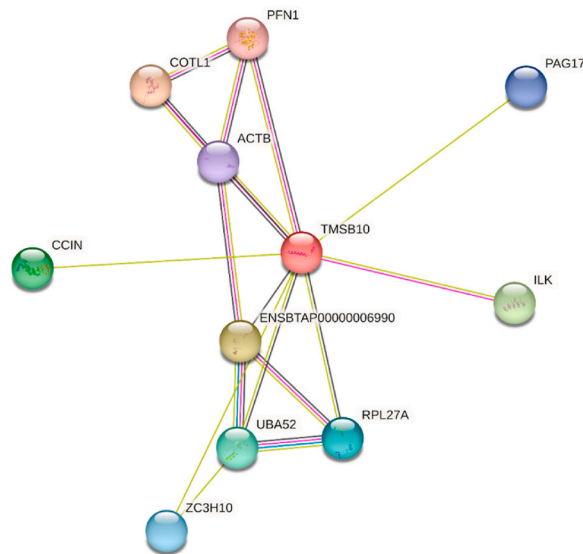 PFN1
COTL1
PAG17
ACTB
TMSB10
CCIN
ILK
ENSBTAP00000006990
UBA52
RPL27A
ZC3H10